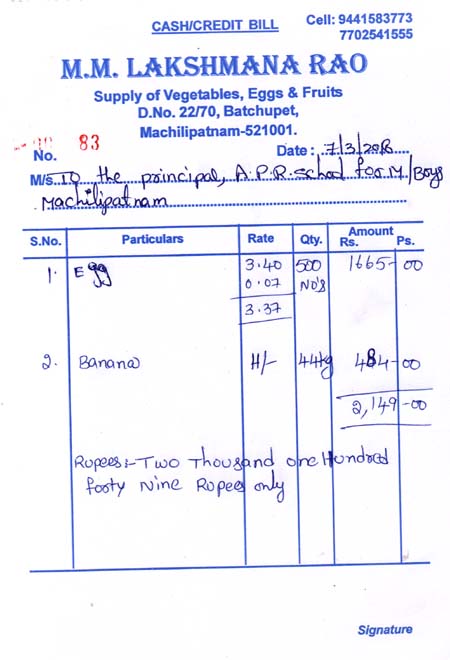 CASH/CREDIT BILL
Cell: 9441583773
7702541555
M.M. LAKSHMANA RAO
Supply of Vegetables, Eggs & Fruits
D.No. 22/70, Batchupet,
Machilipatnam-521001.
No. 83
Date : 7/3/2018
M/s. To the principal, A.P.R. School for M/Boys
Machilipatnam
S.No. Particulars Rate Qty. Amount
Rs. Ps.
1. Egg 3.40 500 1665-00
0.07 No's
3.37
2. Banana 11/- 44kg 484-00
2,149-00
Rupees:- Two Thousand one Hundred
forty Nine Rupees only
Signature